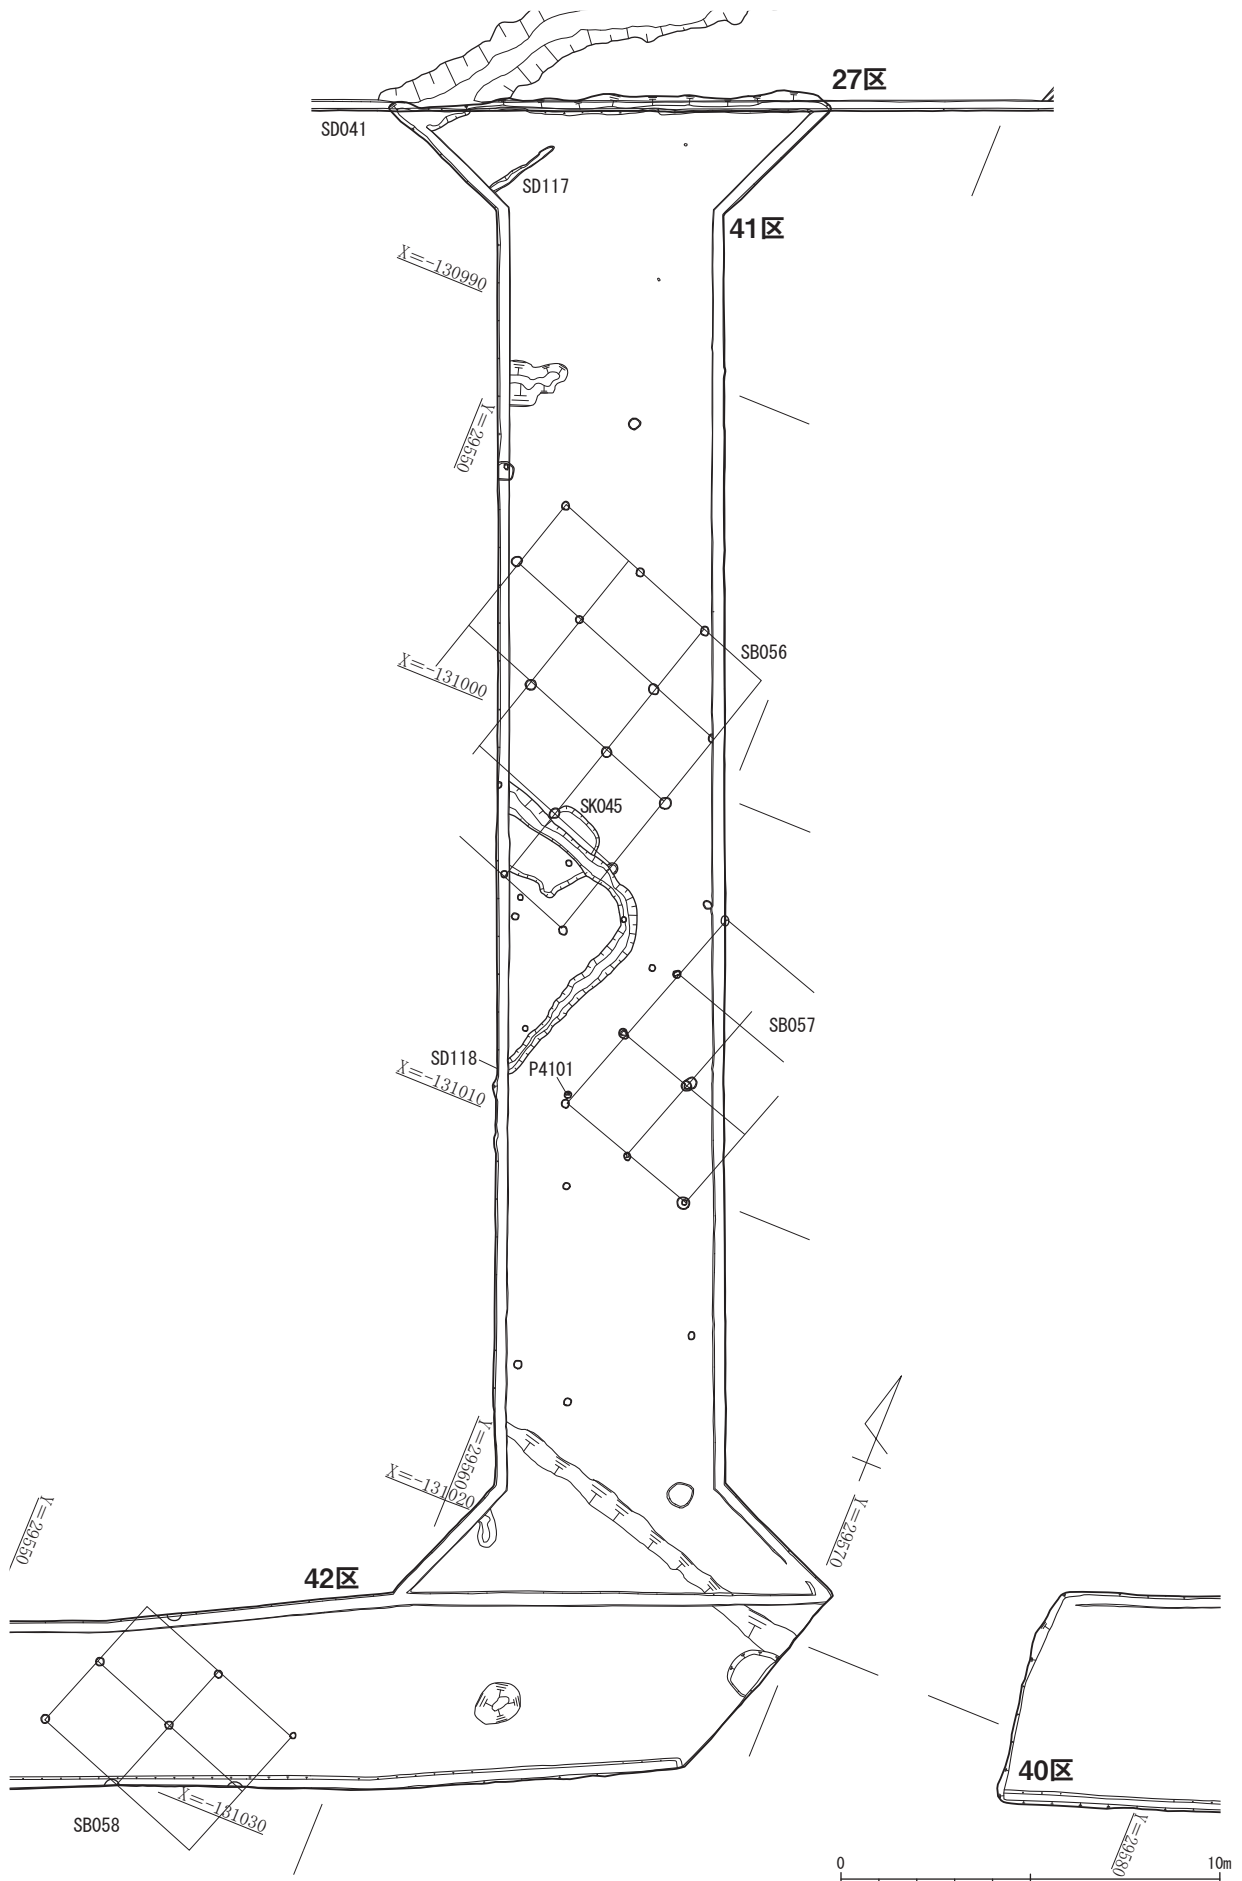 27区
SD041
SD117
41区
X=-130990
Y=29550
SB056
X=-131000
SK045
SB057
SD118
P4101
X=-131010
Y=29560
X=-131020
Y=29550
Y=29570
42区
40区
X=-131030
SB058
Y=29580
0 10m